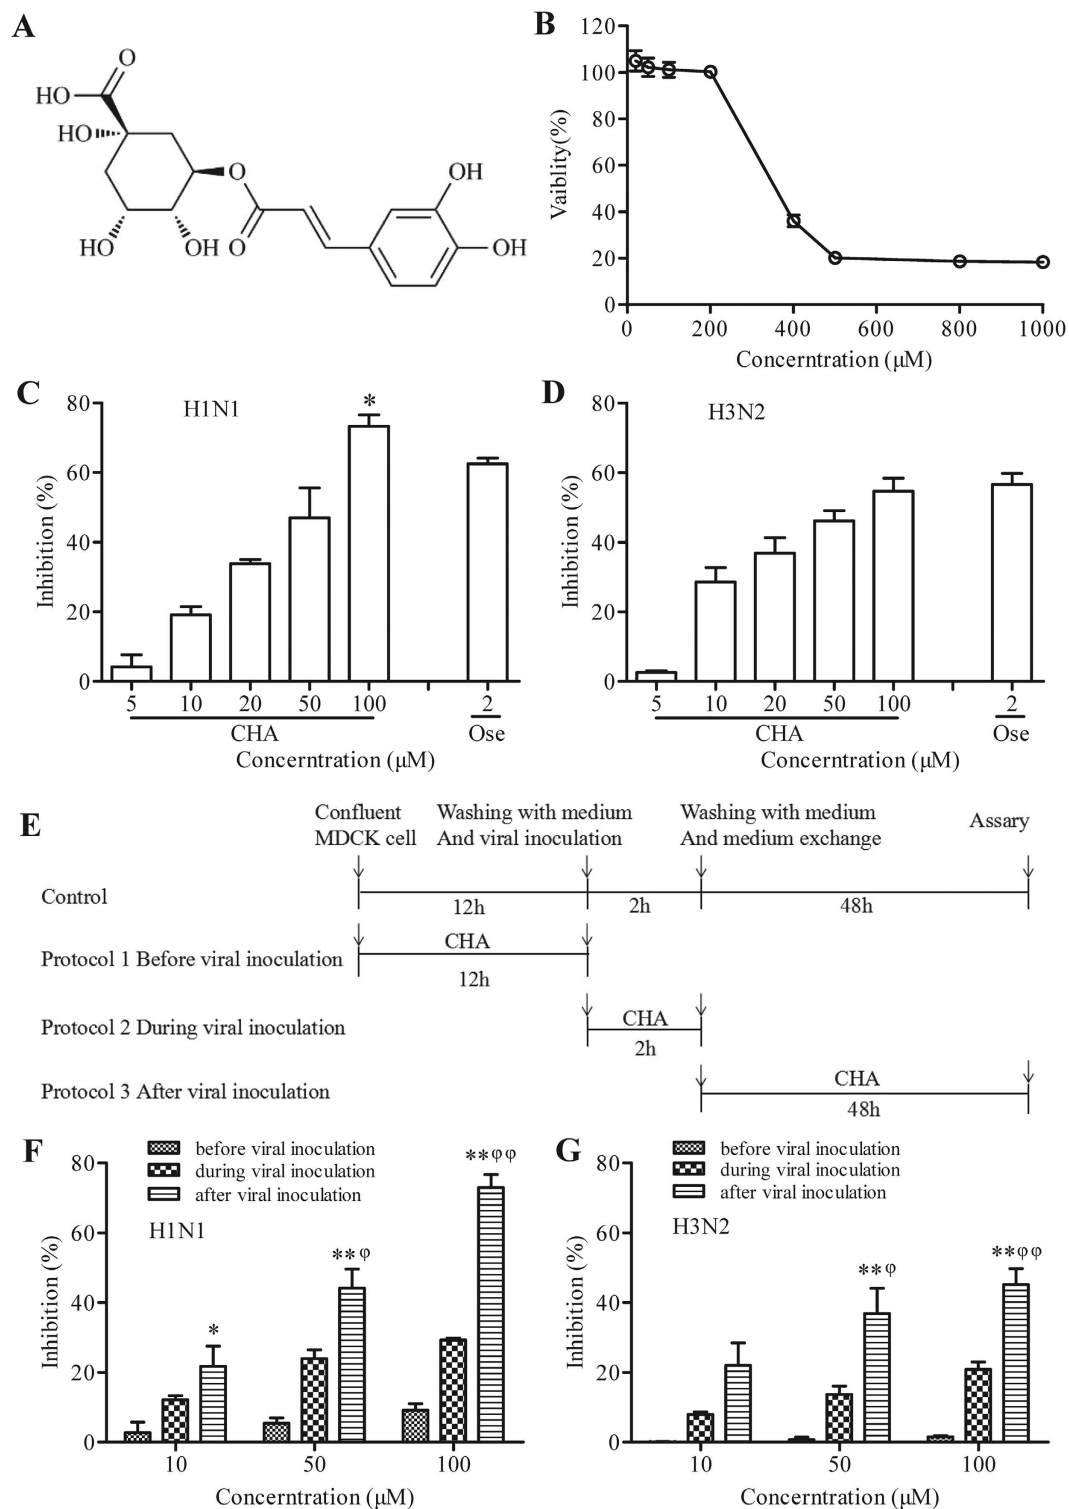 A
O
HO
HO
O
OH
O
OH
HO
OH
B
120
100
80
60
40
20
0
Vaiblity(%)
0 200 400 600 800 1000
Concerntration (μM)
C
H1N1
*
80
60
40
20
0
Inhibition (%)
5 10 20 50 100 2
CHA Ose
Concerntration (μM)
D
H3N2
80
60
40
20
0
Inhibition (%)
5 10 20 50 100 2
CHA Ose
Concerntration (μM)
E
Confluent
MDCK cell
Washing with medium
And viral inoculation
Washing with medium
And medium exchange
Assary
Control
12h 2h 48h
Protocol 1 Before viral inoculation
CHA
12h
Protocol 2 During viral inoculation
CHA
2h
Protocol 3 After viral inoculation
CHA
48h
F
before viral inoculation
during viral inoculation
after viral inoculation
H1N1
80
60
40
20
0
Inhibition (%)
*
**φ
**φφ
10 50 100
Concerntration (μM)
G
before viral inoculation
during viral inoculation
after viral inoculation
H3N2
80
60
40
20
0
Inhibition (%)
**φ
**φφ
10 50 100
Concerntration (μM)